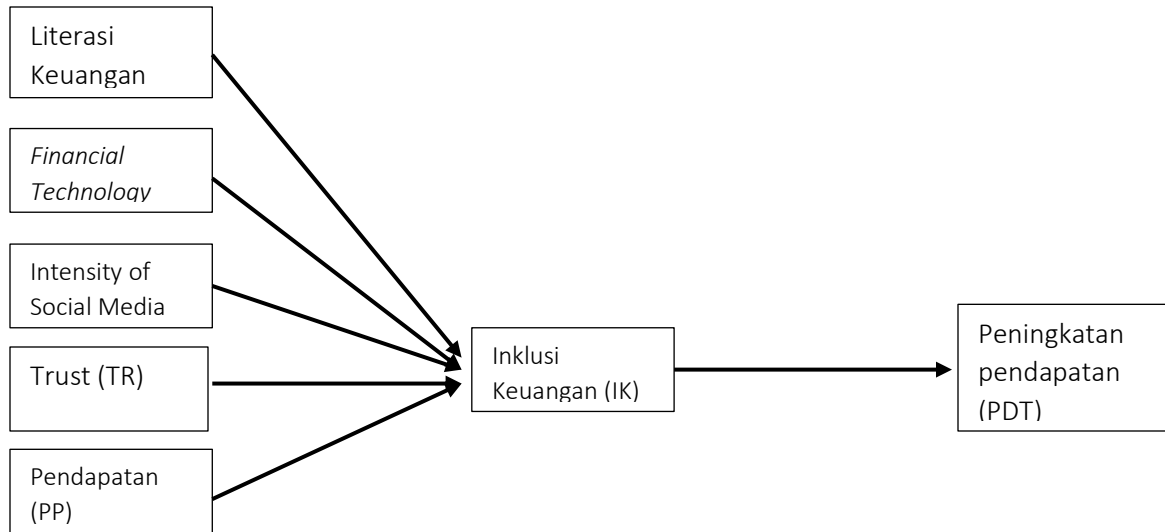 Literasi
Keuangan
Financial
Technology
Intensity of
Social Media
Trust (TR)
Pendapatan
(PP)
Inklusi
Keuangan (IK)
Peningkatan
pendapatan
(PDT)